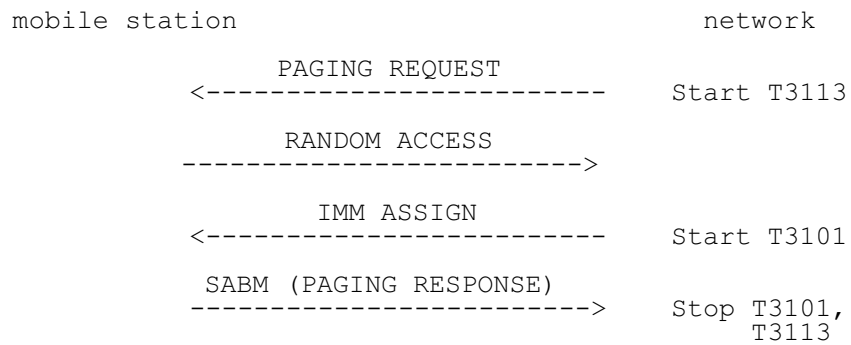 mobile station network
PAGING REQUEST
<-------------------------- Start T3113
RANDOM ACCESS
------------------------->
IMM ASSIGN
<-------------------------- Start T3101
SABM (PAGING RESPONSE)
-------------------------> Stop T3101,
T3113